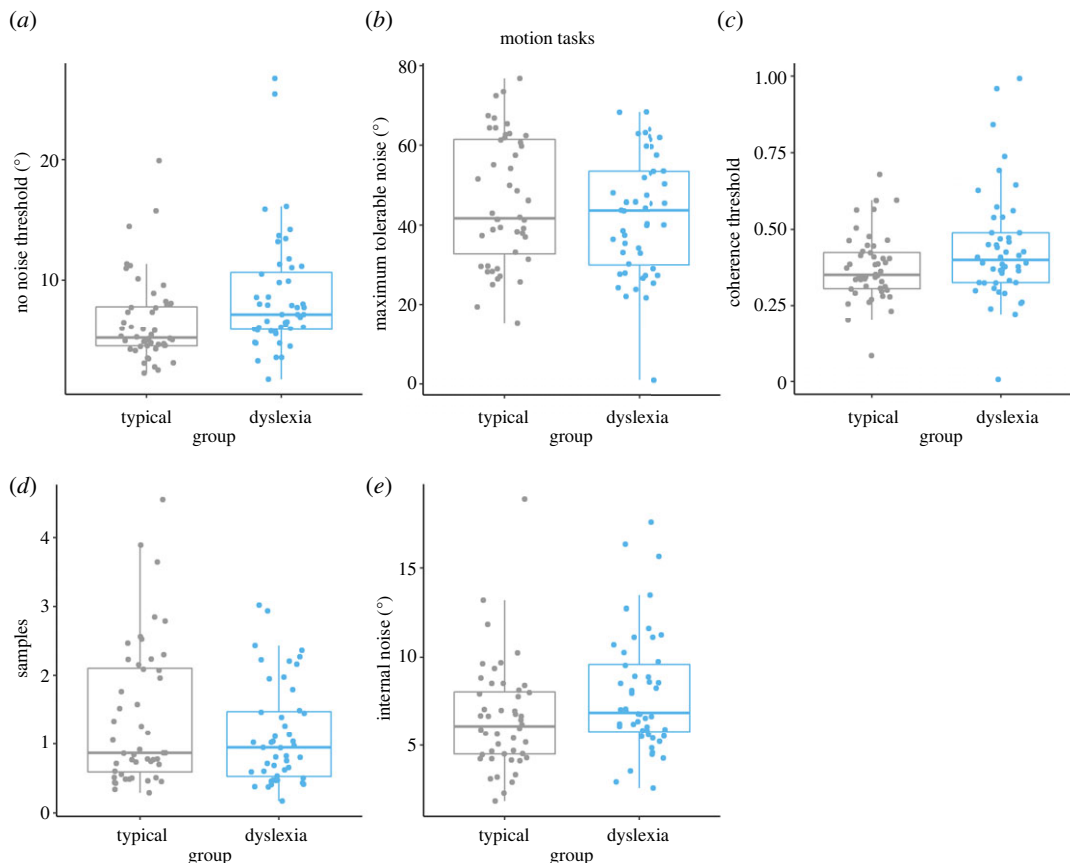 (a)
(b)
(c)
motion tasks
no noise threshold (°)
20
10
typical
dyslexia
group
maximum tolerable noise (°)
80
60
40
20
0
typical
dyslexia
group
coherence threshold
1.00
0.75
0.50
0.25
0
typical
dyslexia
group
(d)
(e)
samples
4
3
2
1
0
typical
dyslexia
group
internal noise (°)
15
10
5
typical
dyslexia
group